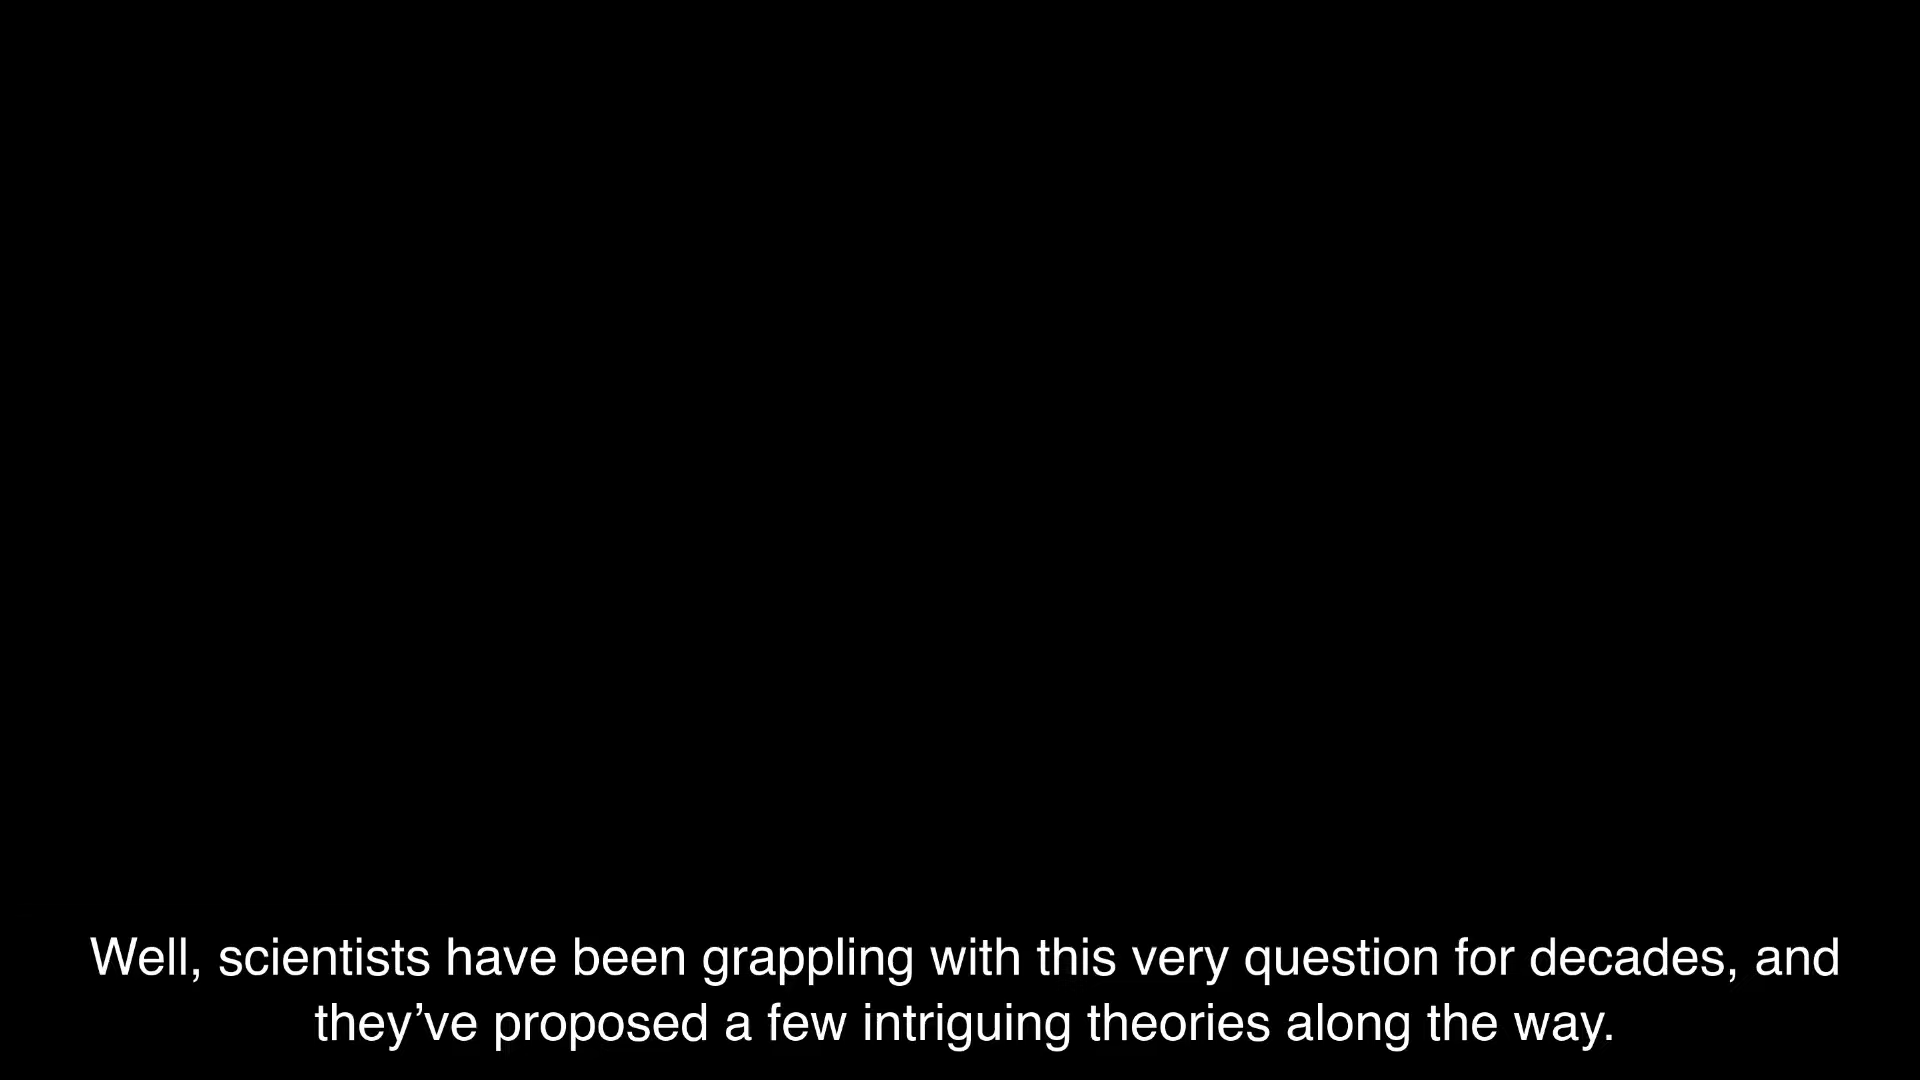 Well, scientists have been grappling with this very question for decades, and
they’ve proposed a few intriguing theories along the way.